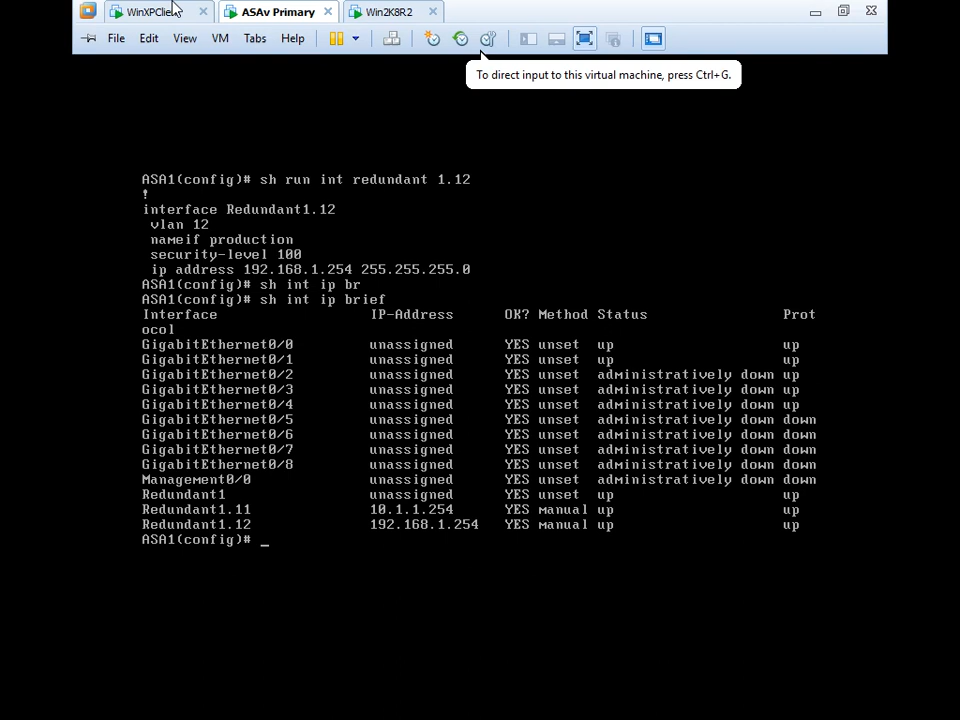 WinXPClie
ASAv Primary
Win2K8R2
File Edit View VM Tabs Help
To direct input to this virtual machine, press Ctrl+G.
ASA1(config)# sh run int redundant 1.12
!
interface Redundant1.12
vlan 12
nameif production
security-level 100
ip address 192.168.1.254 255.255.255.0
ASA1(config)# sh int ip br
ASA1(config)# sh int ip brief
Interface IP-Address OK? Method Status Prot
ocol
GigabitEthernet0/0 unassigned YES unset up up
GigabitEthernet0/1 unassigned YES unset up up
GigabitEthernet0/2 unassigned YES unset administratively down up
GigabitEthernet0/3 unassigned YES unset administratively down up
GigabitEthernet0/4 unassigned YES unset administratively down up
GigabitEthernet0/5 unassigned YES unset administratively down down
GigabitEthernet0/6 unassigned YES unset administratively down down
GigabitEthernet0/7 unassigned YES unset administratively down down
GigabitEthernet0/8 unassigned YES unset administratively down down
Management0/0 unassigned YES unset administratively down down
Redundant1 unassigned YES unset up up
Redundant1.11 10.1.1.254 YES manual up up
Redundant1.12 192.168.1.254 YES manual up up
ASA1(config)# _